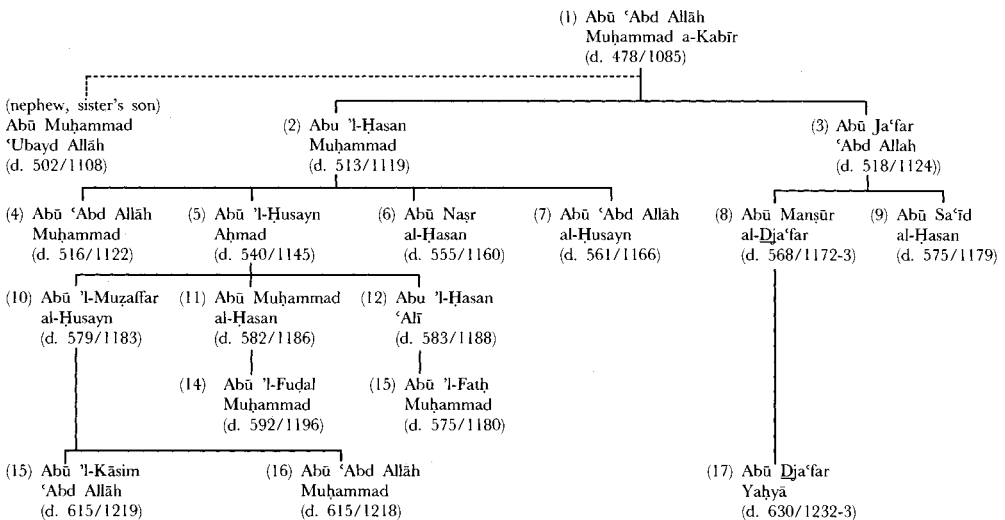 (1) Abū ʿAbd Allāh
Muḥammad a-Kabīr
(d. 478/1085)
(nephew, sister's son)
Abū Muḥammad
ʿUbayd Allāh
(d. 502/1108)
(2) Abu 'l-Ḥasan
Muḥammad
(d. 513/1119)
(3) Abū Jaʿfar
ʿAbd Allah
(d. 518/1124))
(4) Abū ʿAbd Allāh
Muḥammad
(d. 516/1122)
(5) Abū 'l-Ḥusayn
Aḥmad
(d. 540/1145)
(6) Abū Naṣr
al-Ḥasan
(d. 555/1160)
(7) Abū ʿAbd Allāh
al-Ḥusayn
(d. 561/1166)
(8) Abū Manṣūr
al-Djaʿfar
(d. 568/1172-3)
(9) Abū Saʿīd
al-Ḥasan
(d. 575/1179)
(10) Abū 'l-Muẓaffar
al-Ḥusayn
(d. 579/1183)
(11) Abū Muḥammad
al-Ḥasan
(d. 582/1186)
(12) Abu 'l-Ḥasan
ʿAlī
(d. 583/1188)
(14) Abū 'l-Fuḍal
Muḥammad
(d. 592/1196)
(15) Abū 'l-Fatḥ
Muḥammad
(d. 575/1180)
(15) Abū 'l-Kāsim
ʿAbd Allāh
(d. 615/1219)
(16) Abū ʿAbd Allāh
Muḥammad
(d. 615/1218)
(17) Abū Djaʿfar
Yaḥyā
(d. 630/1232-3)